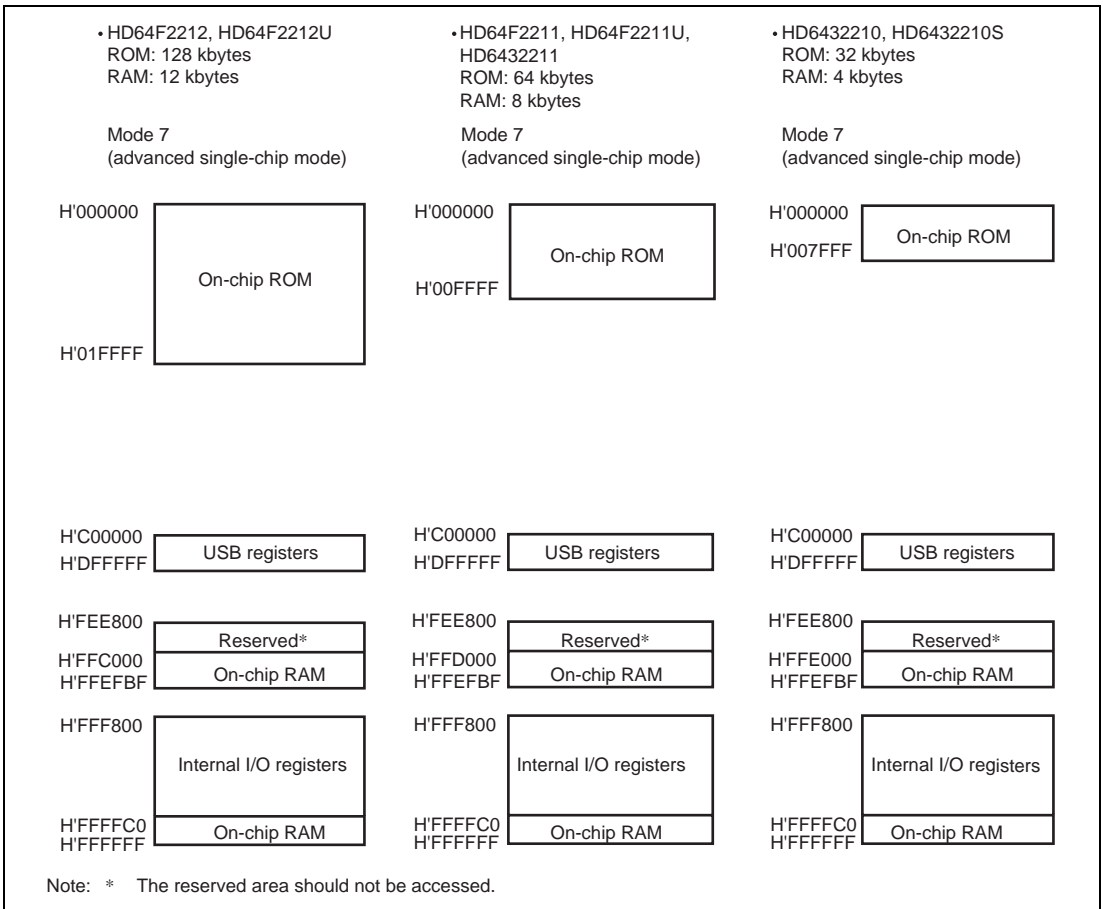 • HD64F2212, HD64F2212U
ROM: 128 kbytes
RAM: 12 kbytes
Mode 7
(advanced single-chip mode)
H'000000
On-chip ROM
H'01FFFF
H'C00000
USB registers
H'DFFFFF
H'FEE800
Reserved*
H'FFC000
On-chip RAM
H'FFEFBF
H'FFF800
Internal I/O registers
H'FFFFC0
On-chip RAM
H'FFFFFF
• HD64F2211, HD64F2211U,
HD6432211
ROM: 64 kbytes
RAM: 8 kbytes
Mode 7
(advanced single-chip mode)
H'000000
On-chip ROM
H'00FFFF
H'C00000
USB registers
H'DFFFFF
H'FEE800
Reserved*
H'FFD000
On-chip RAM
H'FFEFBF
H'FFF800
Internal I/O registers
H'FFFFC0
On-chip RAM
H'FFFFFF
• HD6432210, HD6432210S
ROM: 32 kbytes
RAM: 4 kbytes
Mode 7
(advanced single-chip mode)
H'000000
On-chip ROM
H'007FFF
H'C00000
USB registers
H'DFFFFF
H'FEE800
Reserved*
H'FFE000
On-chip RAM
H'FFEFBF
H'FFF800
Internal I/O registers
H'FFFFC0
On-chip RAM
H'FFFFFF
Note: * The reserved area should not be accessed.